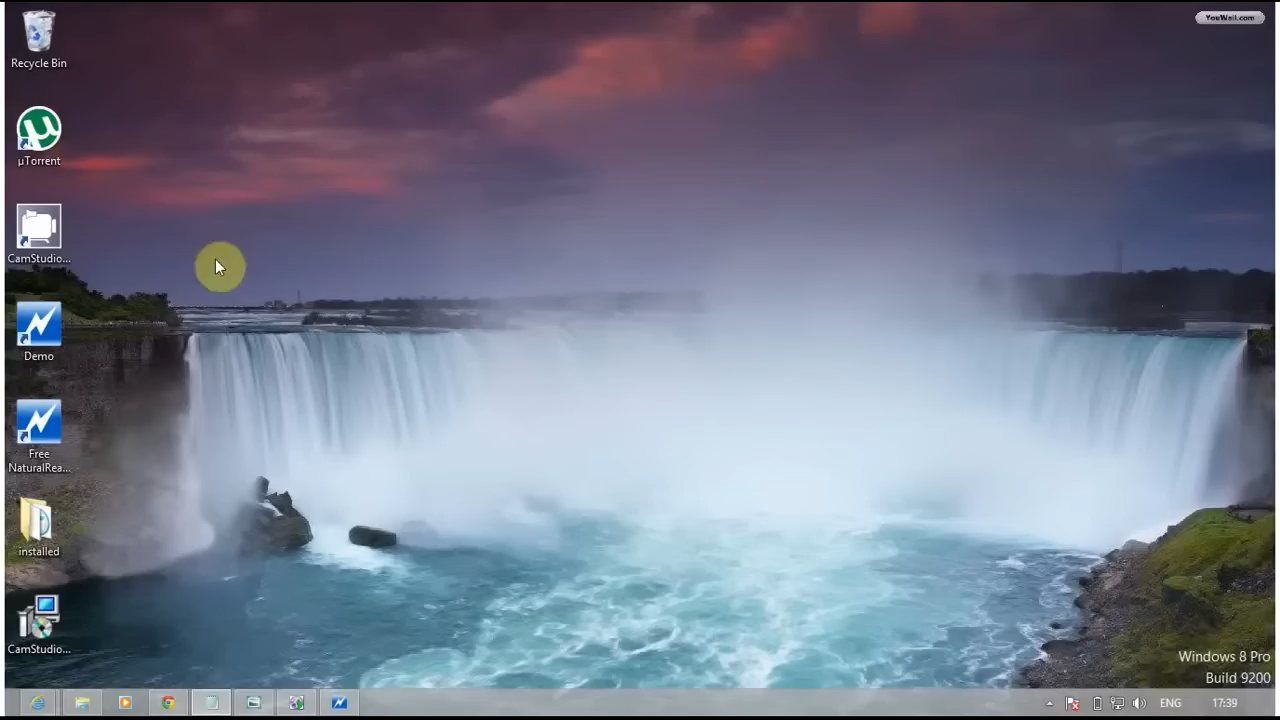 YouWall.com
Recycle Bin
µTorrent
CamStudio...
Demo
Free
NaturalRea...
installed
CamStudio...
Windows 8 Pro
Build 9200
ENG
17:39